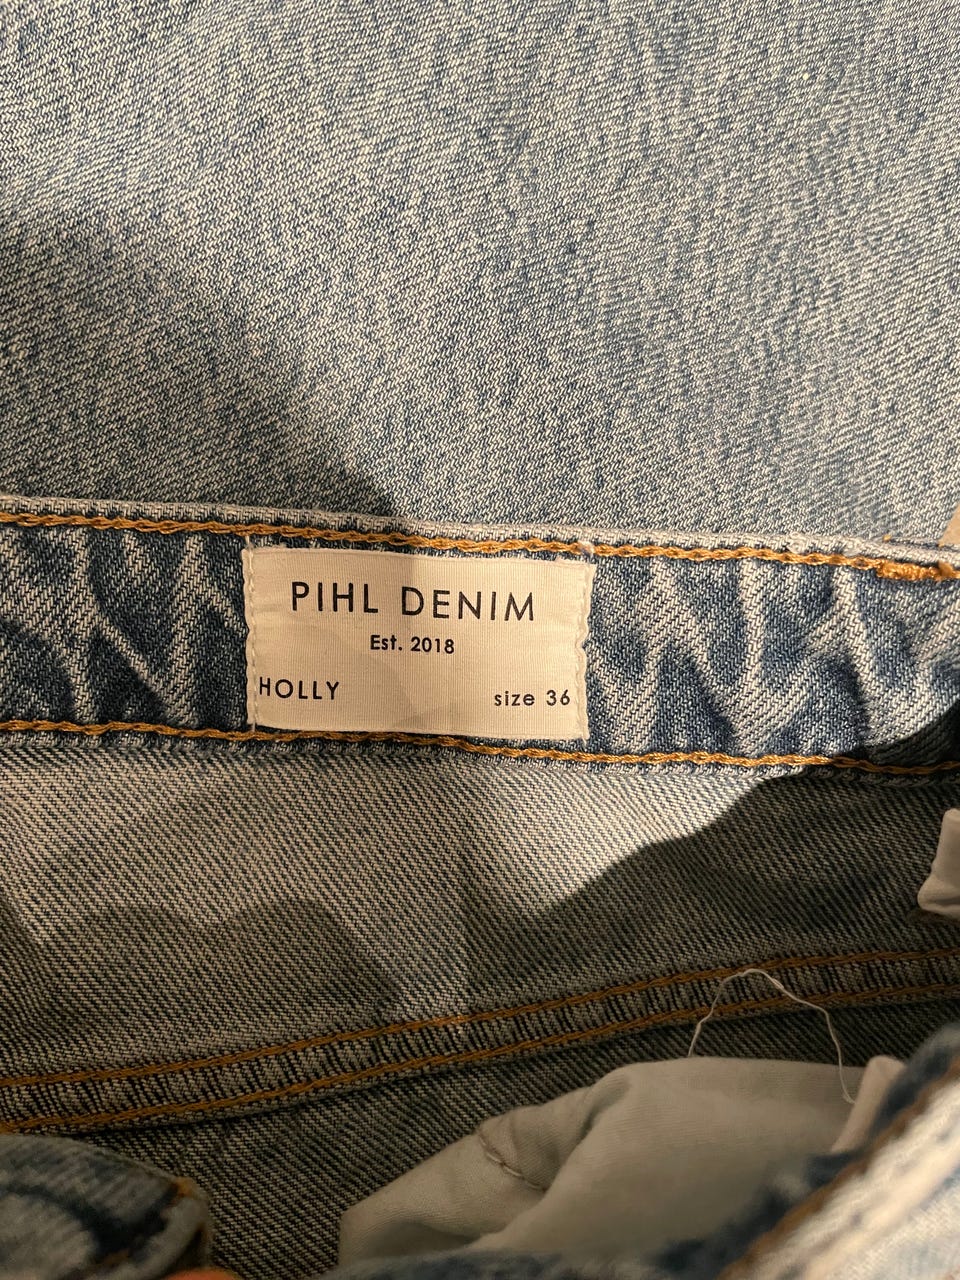 PIHL DENIM
Est. 2018
HOLLY size 36